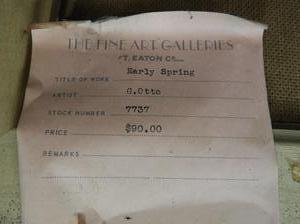 THE FINE ART GALLERIES
T. EATON Co.
TITLE OF WORK Early Spring
ARTIST G.Otto
STOCK NUMBER 7737
PRICE $90.00
REMARKS